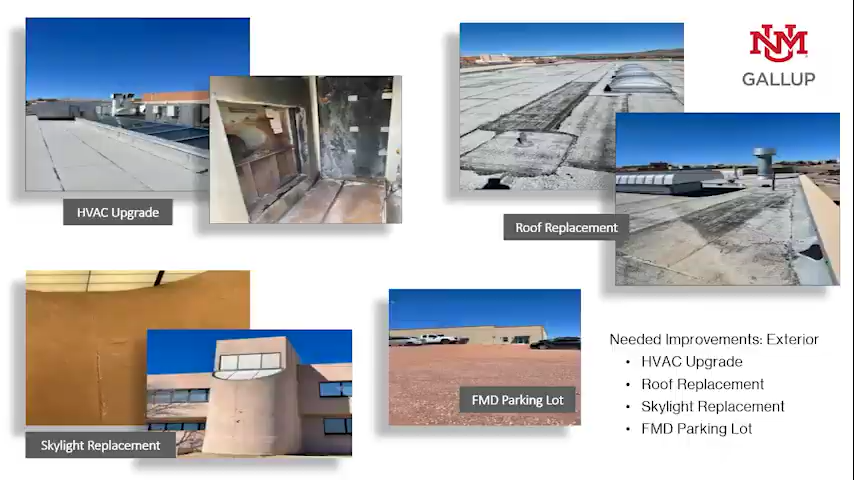 UNM
GALLUP
HVAC Upgrade
Roof Replacement
Skylight Replacement
FMD Parking Lot
Needed Improvements: Exterior
• HVAC Upgrade
• Roof Replacement
• Skylight Replacement
• FMD Parking Lot